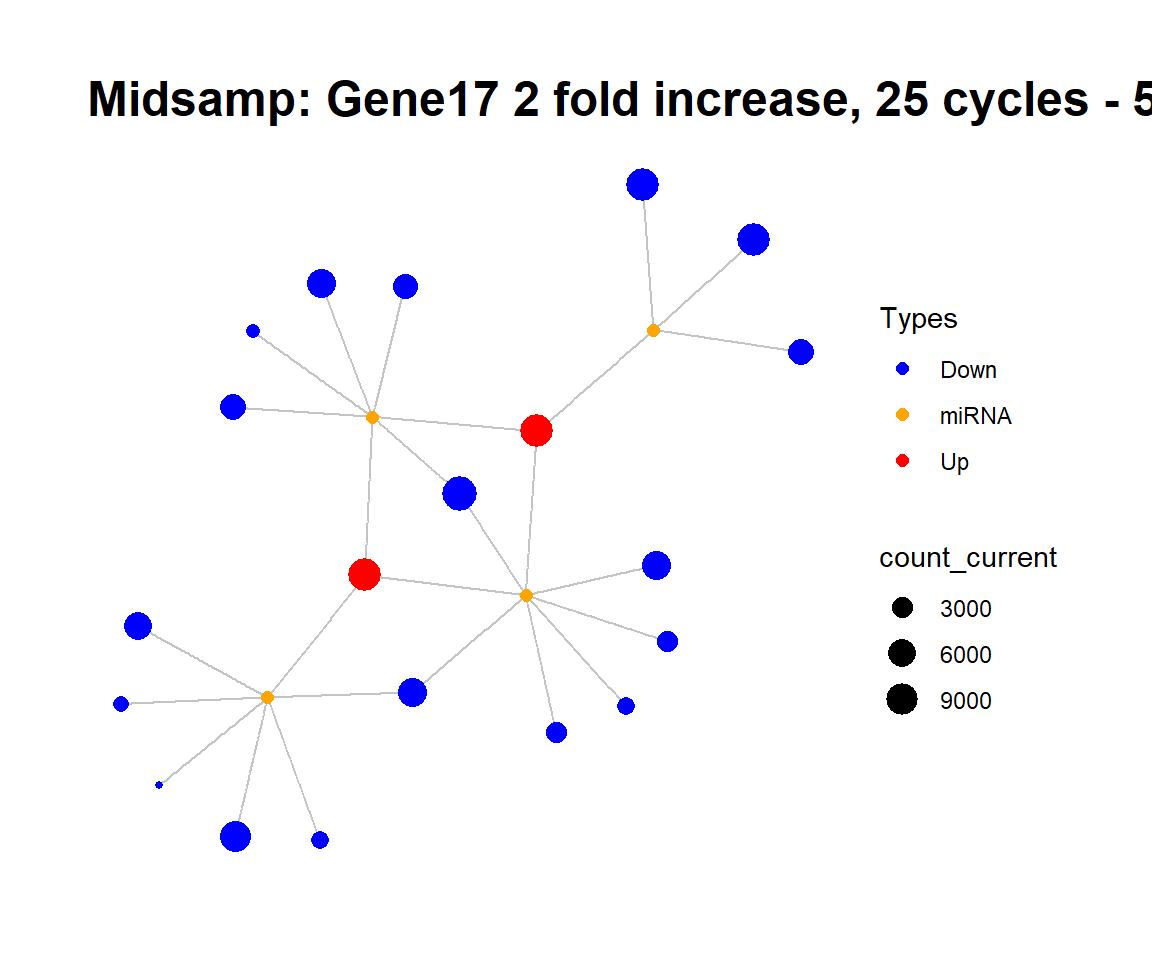 Midsamp: Gene17 2 fold increase, 25 cycles - 5
Types
Down
miRNA
Up
count_current
3000
6000
9000